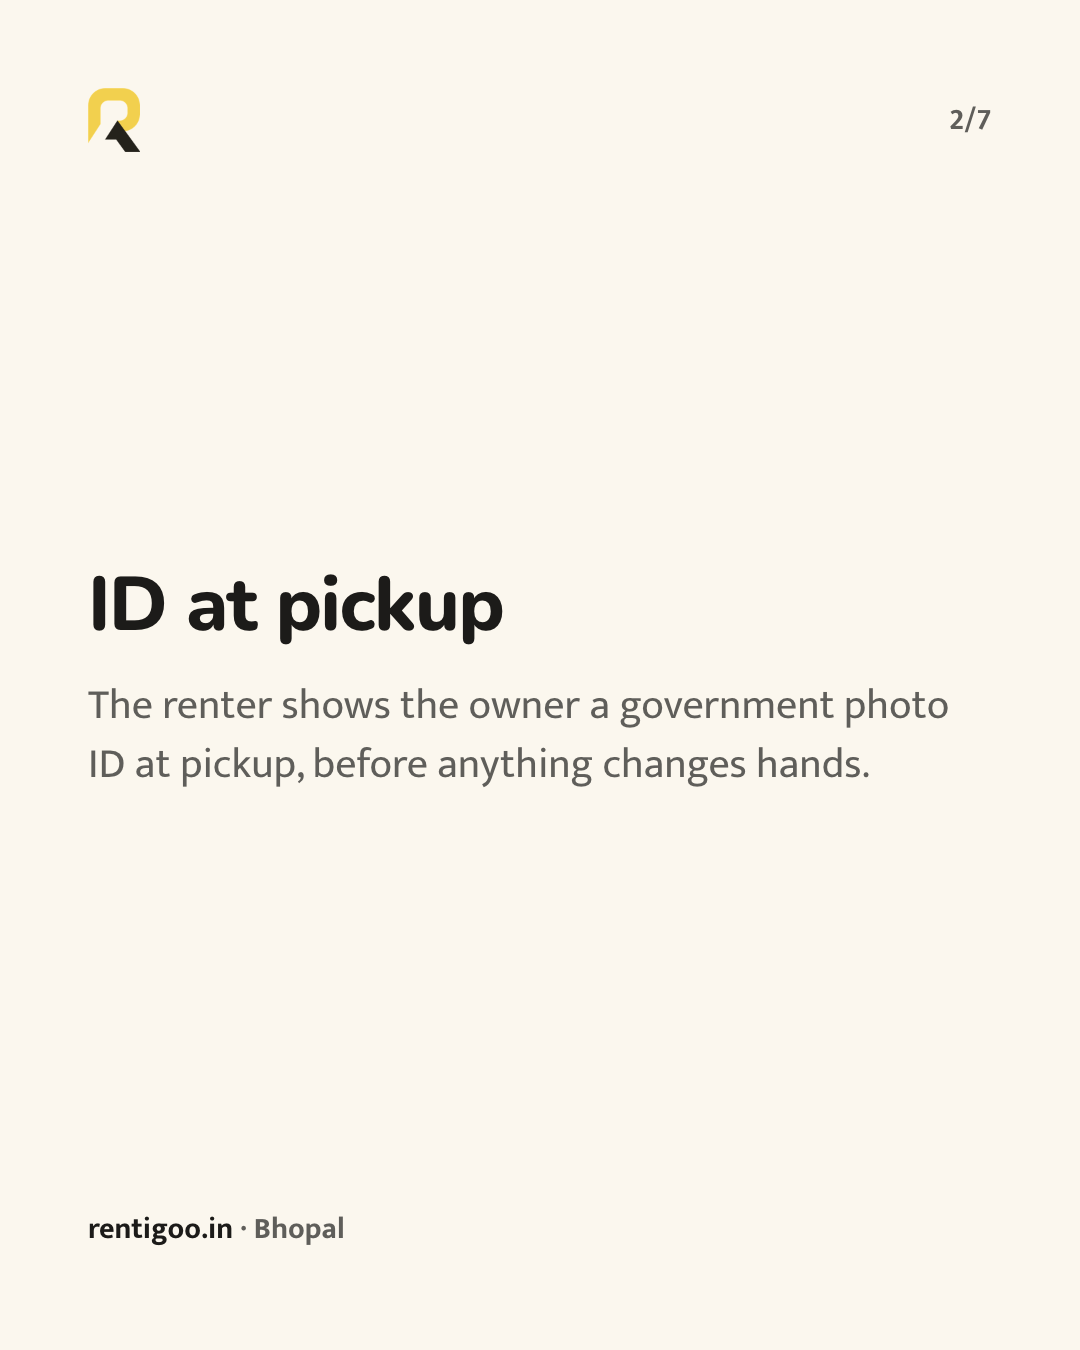 2/7
ID at pickup
The renter shows the owner a government photo
ID at pickup, before anything changes hands.
rentigoo.in · Bhopal